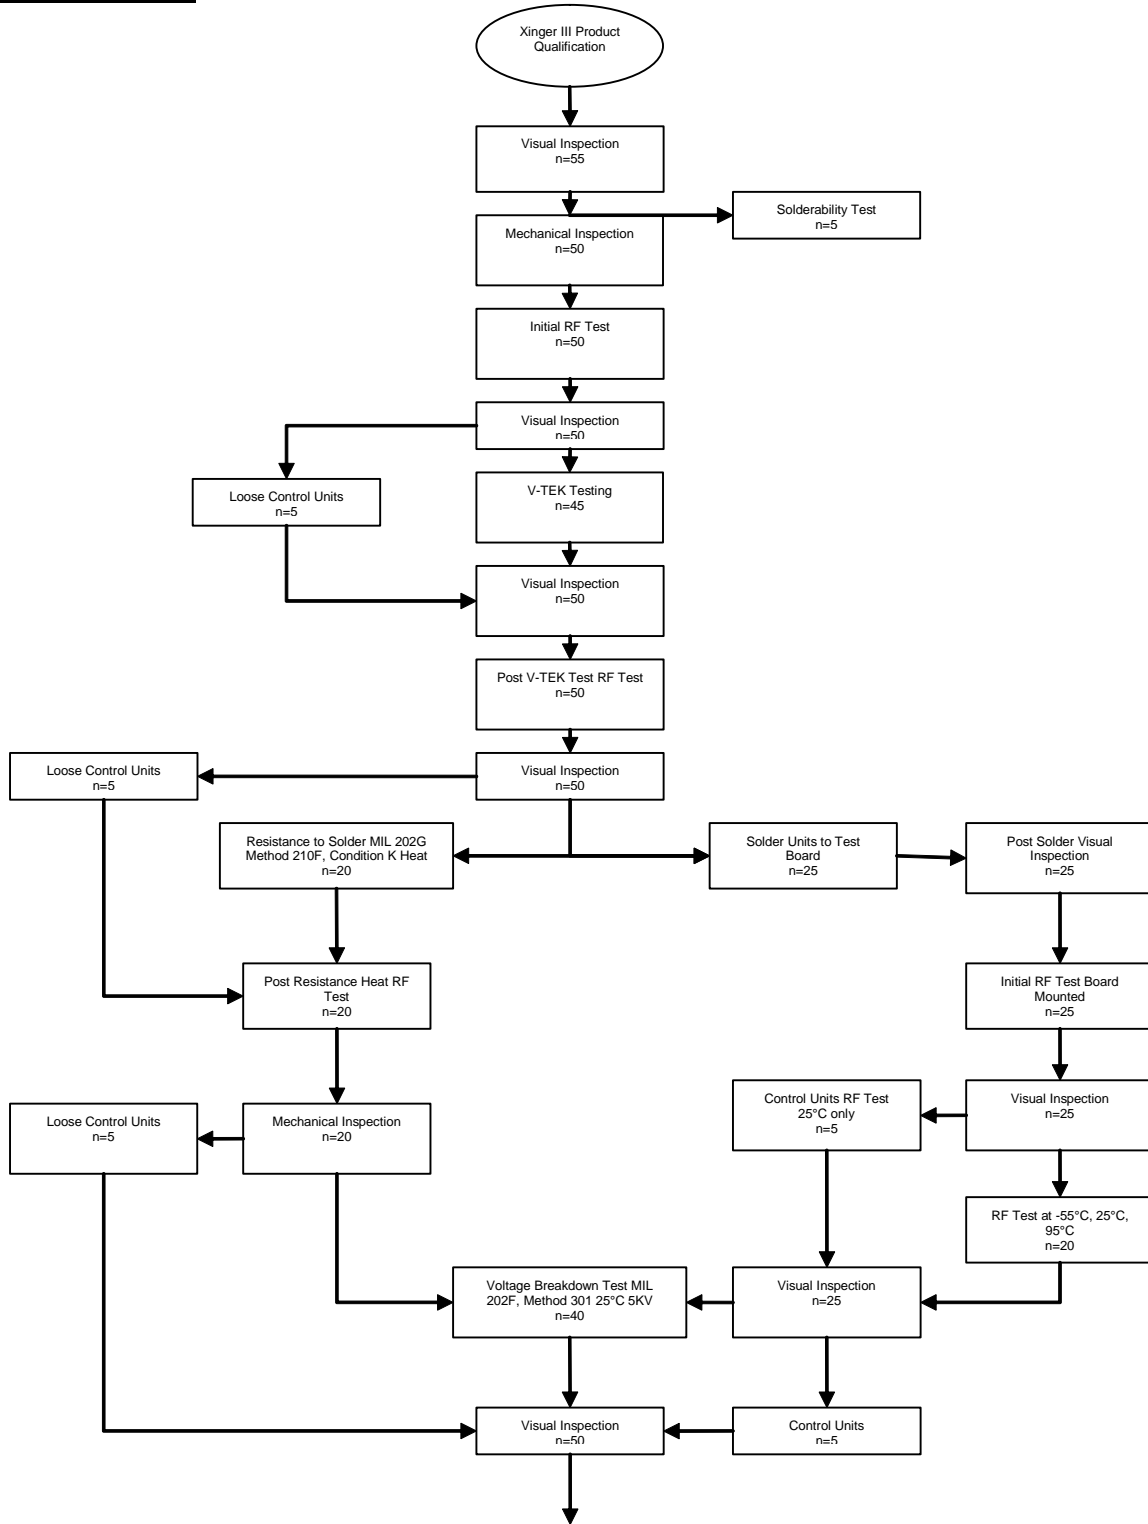 Xinger III Product
Qualification
Visual Inspection
n=55
Solderability Test
n=5
Mechanical Inspection
n=50
Initial RF Test
n=50
Visual Inspection
n=50
Loose Control Units
n=5
V-TEK Testing
n=45
Visual Inspection
n=50
Post V-TEK Test RF Test
n=50
Loose Control Units
n=5
Visual Inspection
n=50
Resistance to Solder MIL 202G
Method 210F, Condition K Heat
n=20
Solder Units to Test
Board
n=25
Post Solder Visual
Inspection
n=25
Post Resistance Heat RF
Test
n=20
Initial RF Test Board
Mounted
n=25
Loose Control Units
n=5
Mechanical Inspection
n=20
Control Units RF Test
25°C only
n=5
Visual Inspection
n=25
RF Test at -55°C, 25°C,
95°C
n=20
Voltage Breakdown Test MIL
202F, Method 301 25°C 5KV
n=40
Visual Inspection
n=25
Visual Inspection
n=50
Control Units
n=5